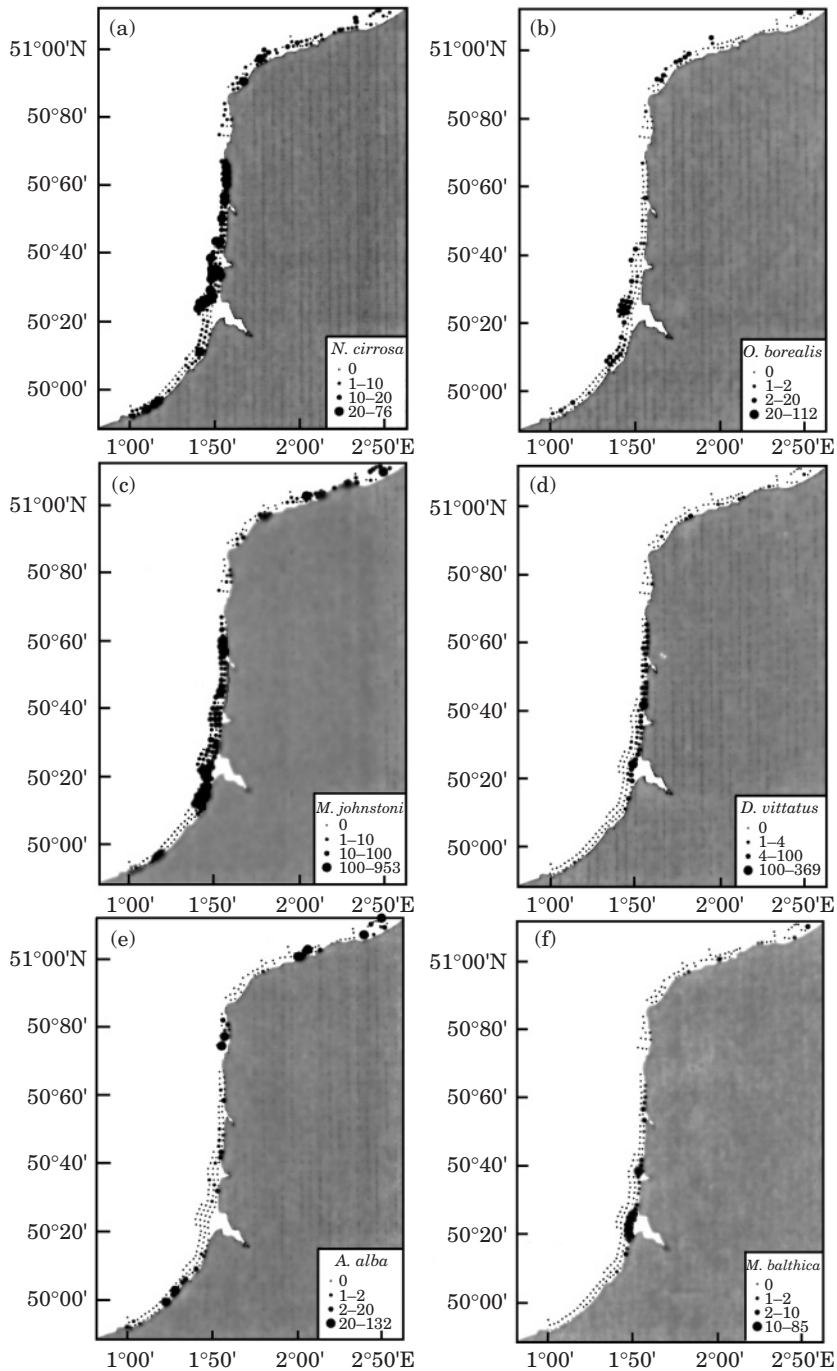 (a)
51°00'N
50°80'
50°60'
50°40'
50°20'
50°00'
1°00' 1°50' 2°00' 2°50'E
N. cirrosa
0
1–10
10–20
20–76
(b)
51°00'N
50°80'
50°60'
50°40'
50°20'
50°00'
1°00' 1°50' 2°00' 2°50'E
O. borealis
0
1–2
2–20
20–112
(c)
51°00'N
50°80'
50°60'
50°40'
50°20'
50°00'
1°00' 1°50' 2°00' 2°50'E
M. johnstoni
0
1–10
10–100
100–953
(d)
51°00'N
50°80'
50°60'
50°40'
50°20'
50°00'
1°00' 1°50' 2°00' 2°50'E
D. vittatus
0
1–4
4–100
100–369
(e)
51°00'N
50°80'
50°60'
50°40'
50°20'
50°00'
1°00' 1°50' 2°00' 2°50'E
A. alba
0
1–2
2–20
20–132
(f)
51°00'N
50°80'
50°60'
50°40'
50°20'
50°00'
1°00' 1°50' 2°00' 2°50'E
M. balthica
0
1–2
2–10
10–85